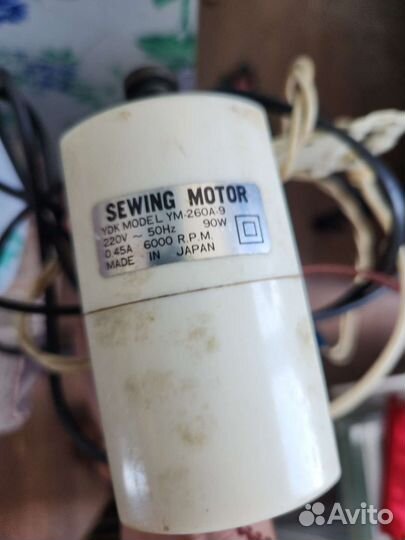 SEWING MOTOR
YDK MODEL YM-260A-9
220V ~ 50Hz 90W
0.45A 6000 R.P.M.
MADE IN JAPAN
Avito